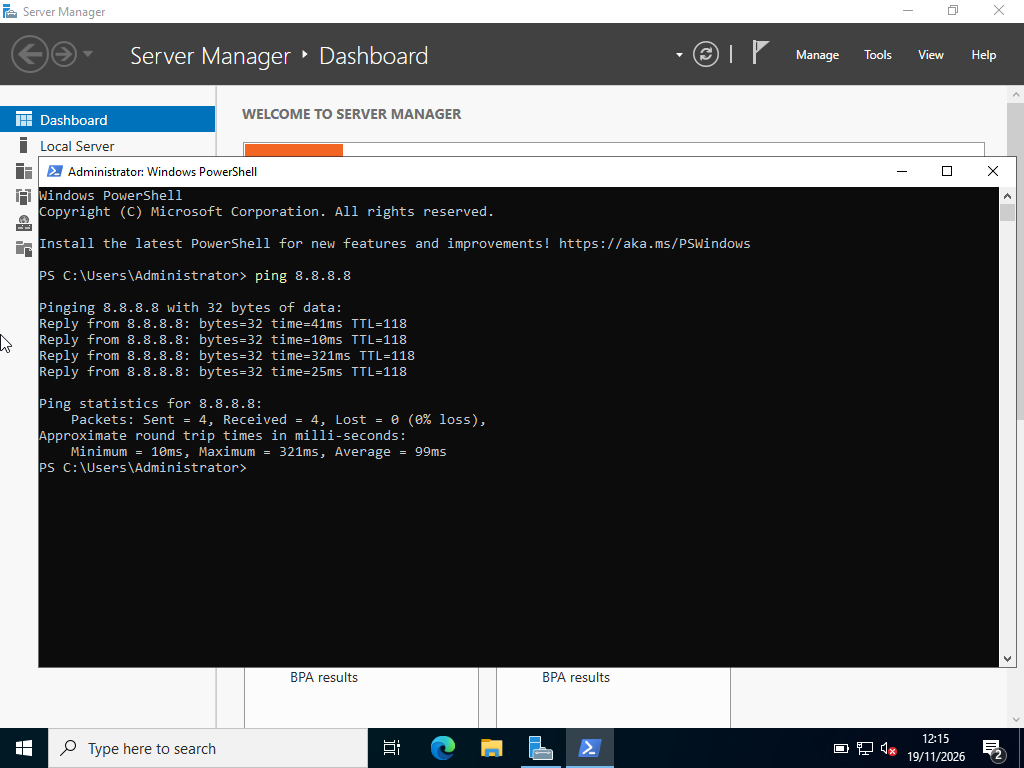 Server Manager
Server Manager ‣ Dashboard
Manage Tools View Help
Dashboard
Local Server
WELCOME TO SERVER MANAGER
Administrator: Windows PowerShell
Windows PowerShell
Copyright (C) Microsoft Corporation. All rights reserved.
Install the latest PowerShell for new features and improvements! https://aka.ms/PSWindows
PS C:\Users\Administrator> ping 8.8.8.8
Pinging 8.8.8.8 with 32 bytes of data:
Reply from 8.8.8.8: bytes=32 time=41ms TTL=118
Reply from 8.8.8.8: bytes=32 time=10ms TTL=118
Reply from 8.8.8.8: bytes=32 time=321ms TTL=118
Reply from 8.8.8.8: bytes=32 time=25ms TTL=118
Ping statistics for 8.8.8.8:
    Packets: Sent = 4, Received = 4, Lost = 0 (0% loss),
Approximate round trip times in milli-seconds:
    Minimum = 10ms, Maximum = 321ms, Average = 99ms
PS C:\Users\Administrator>
BPA results BPA results
Type here to search
12:15
19/11/2026
2